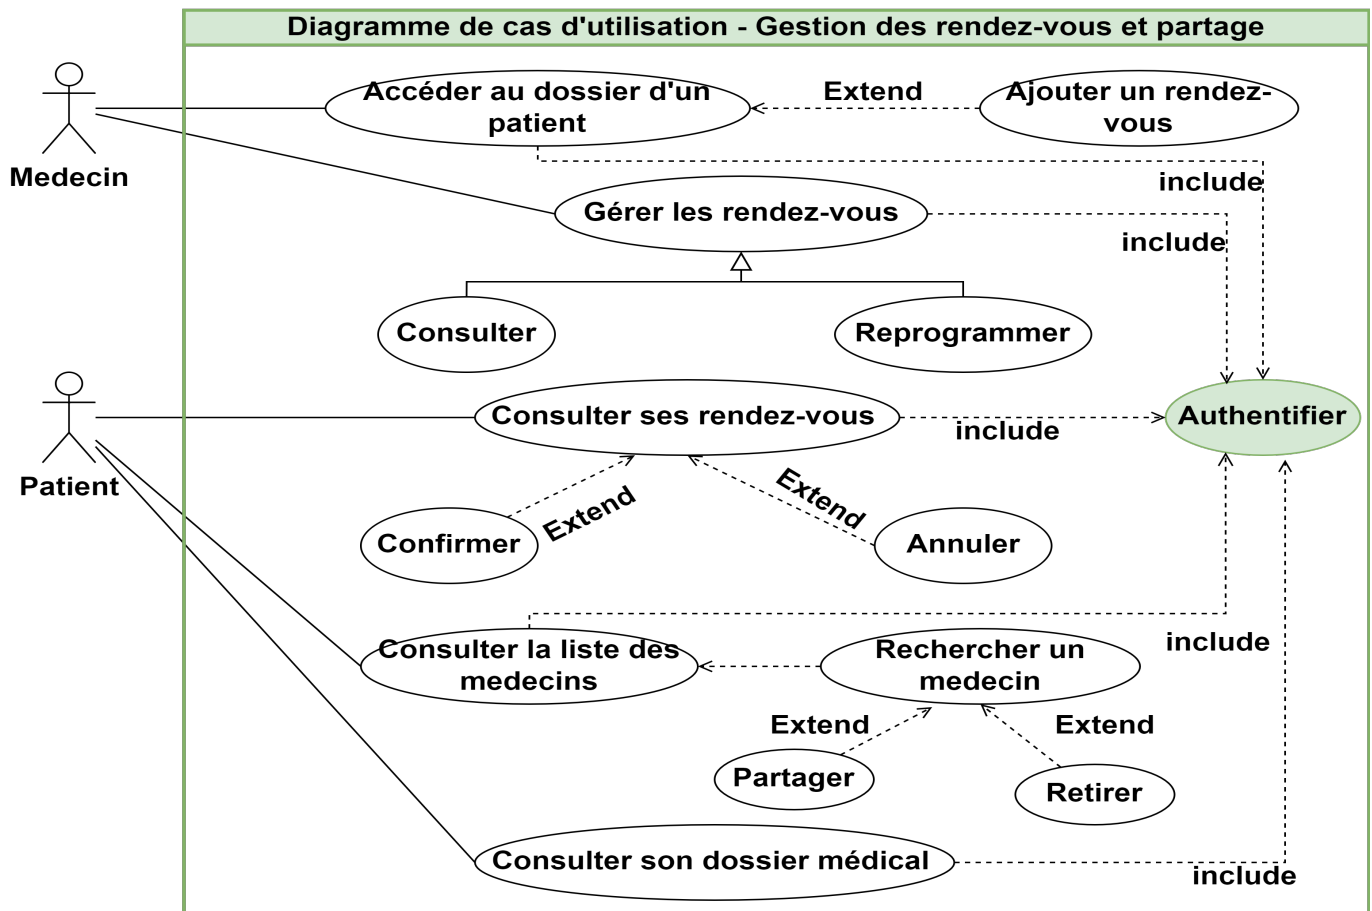 Diagramme de cas d'utilisation - Gestion des rendez-vous et partage
Accéder au dossier d'un
patient
Extend
Ajouter un rendez-
vous
Medecin
include
Gérer les rendez-vous
include
Consulter
Reprogrammer
Consulter ses rendez-vous
include
Authentifier
Patient
Extend
Extend
Confirmer
Annuler
Consulter la liste des
medecins
Rechercher un
medecin
include
Extend
Extend
Partager
Retirer
Consulter son dossier médical
include